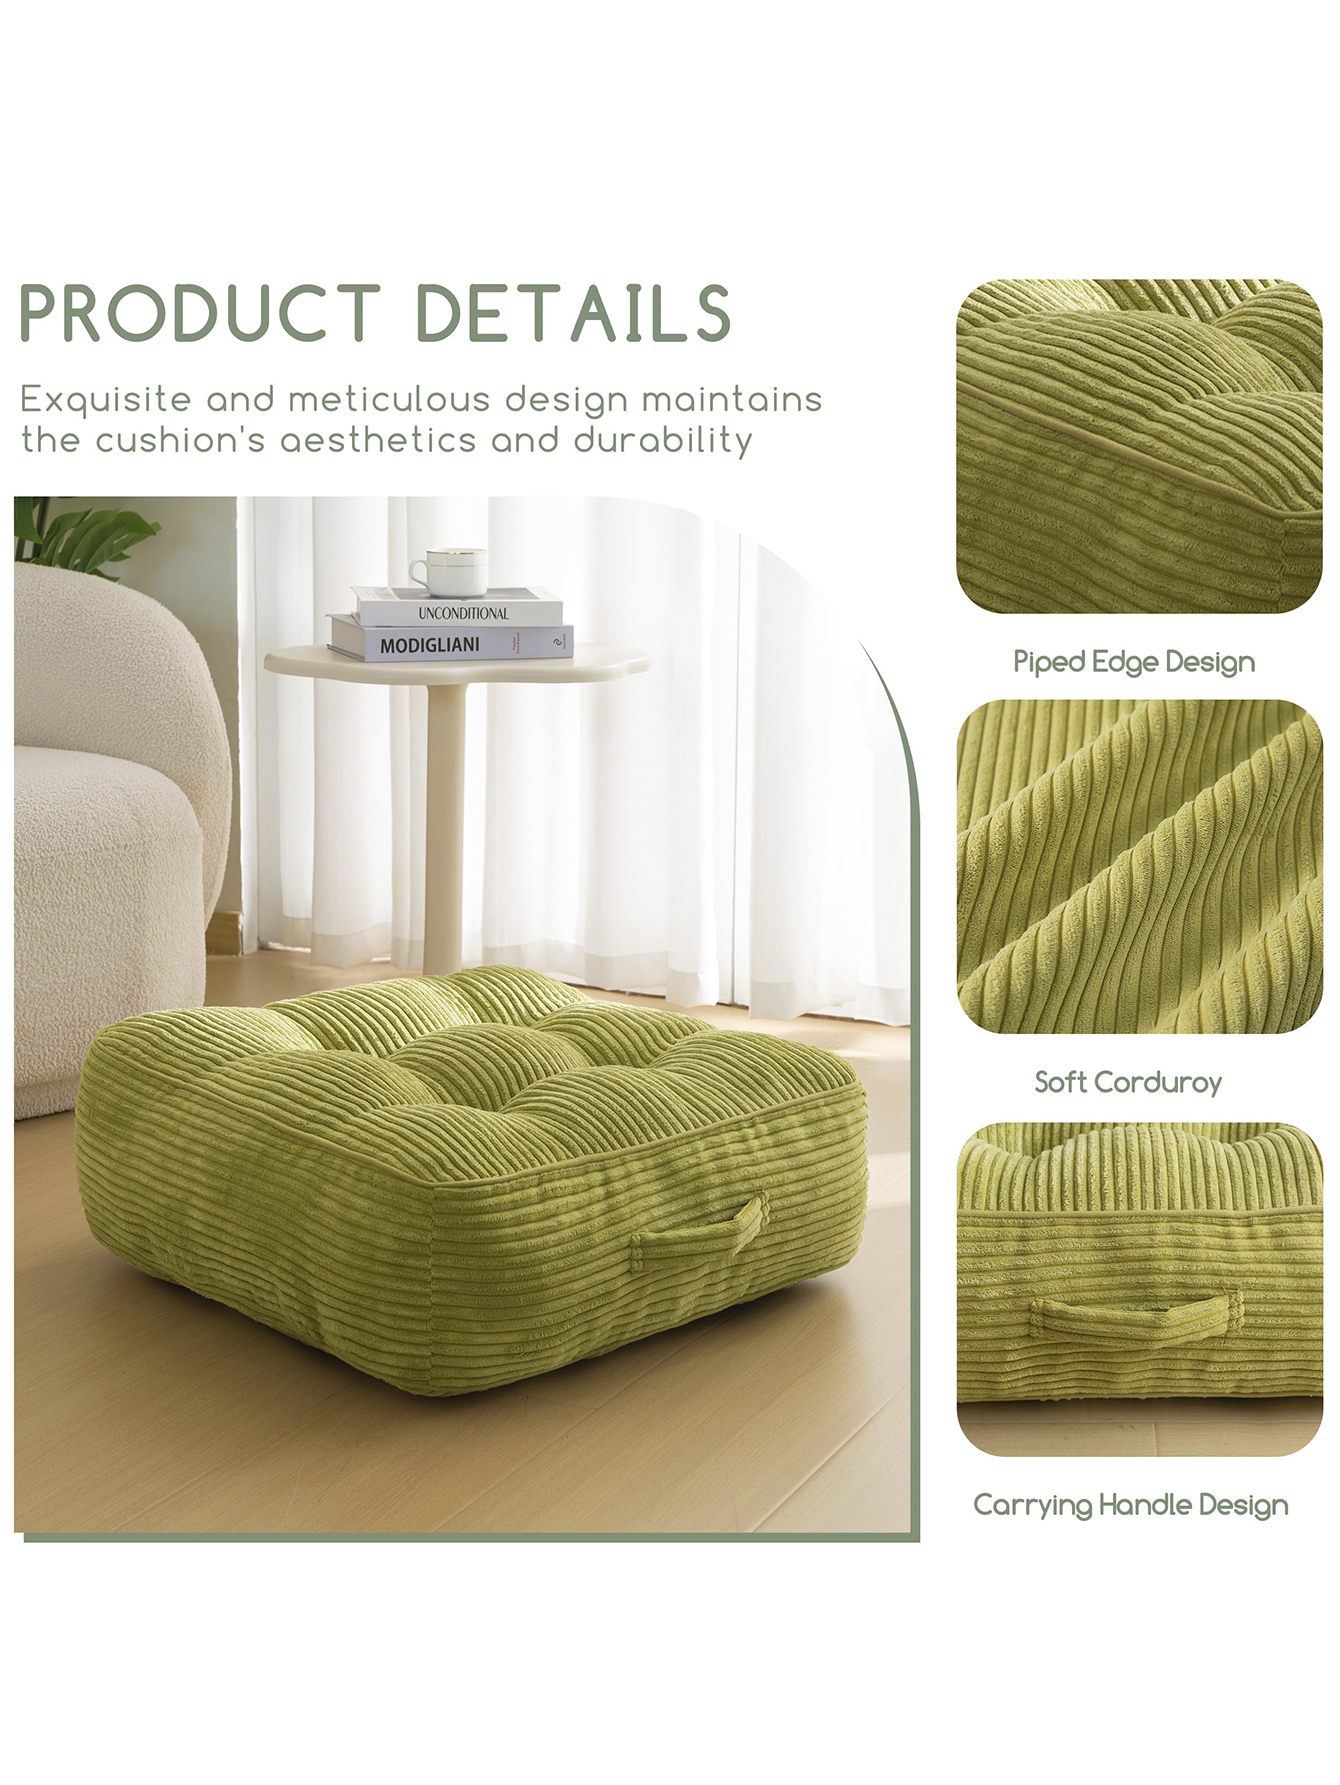 PRODUCT DETAILS
Exquisite and meticulous design maintains
the cushion's aesthetics and durability
UNCONDITIONAL
MODIGLIANI
Piped Edge Design
Soft Corduroy
Carrying Handle Design